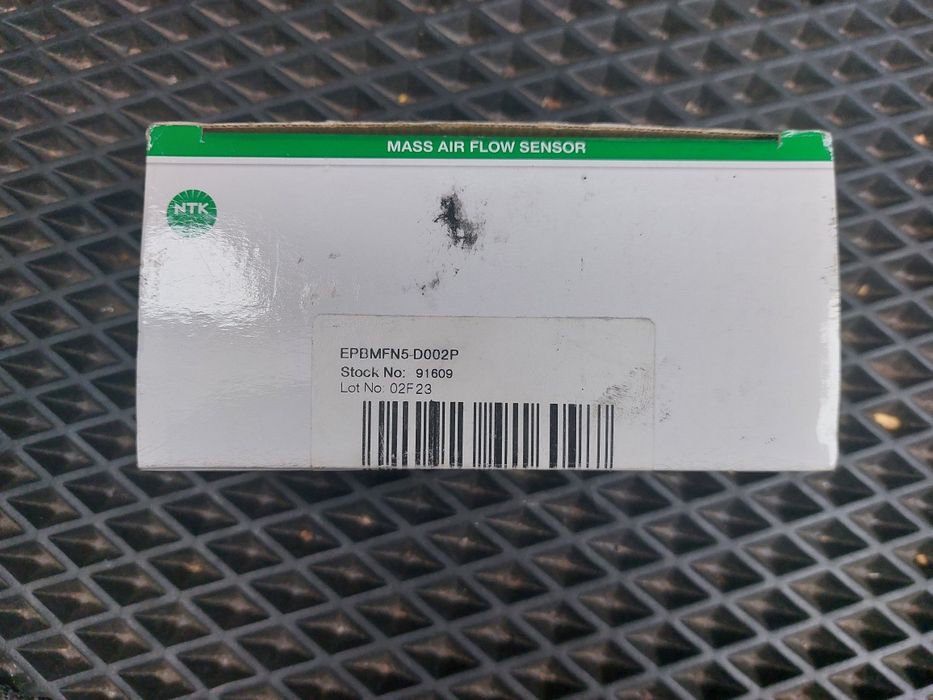 MASS AIR FLOW SENSOR
NTK
EPBMFN5-D002P
Stock No: 91609
Lot No: 02F23